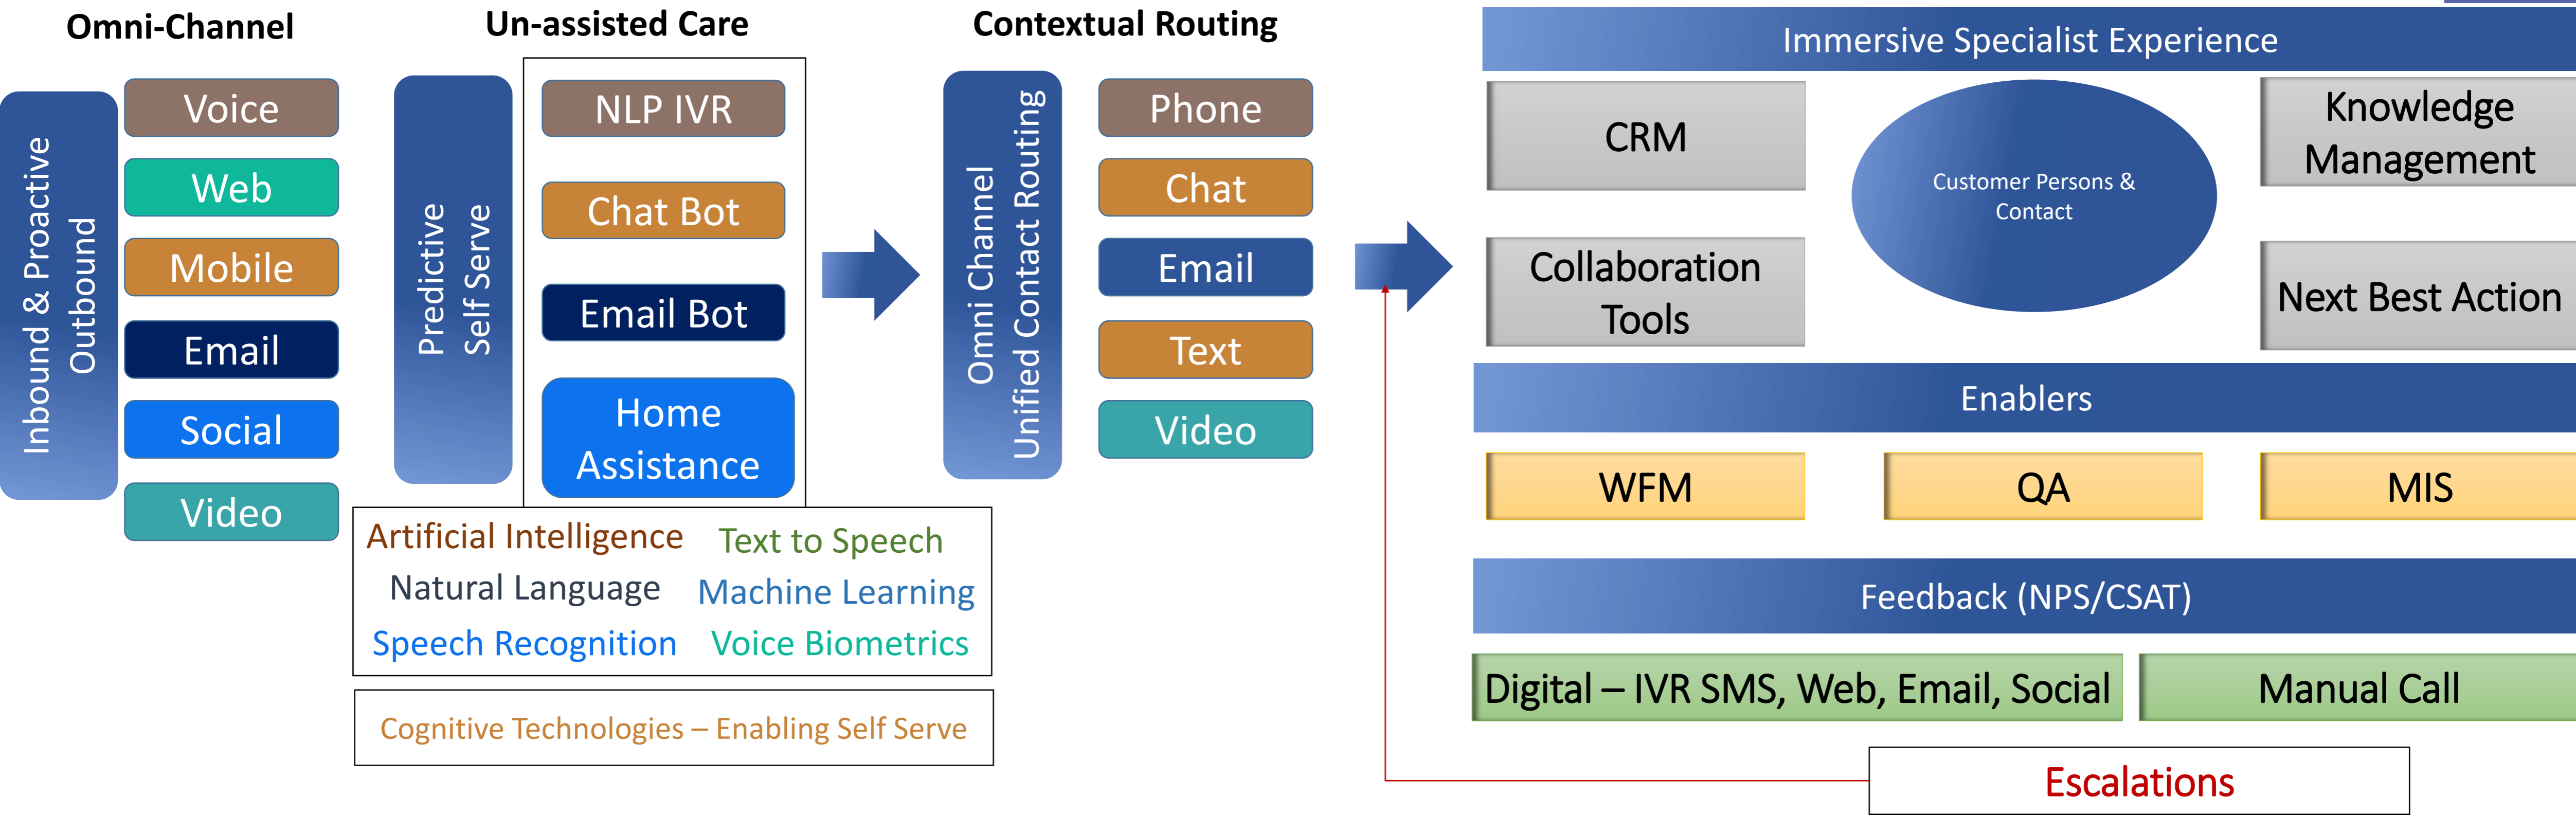 Omni-Channel
Inbound & Proactive
Outbound
Voice
Web
Mobile
Email
Social
Video
Un-assisted Care
Predictive
Self Serve
NLP IVR
Chat Bot
Email Bot
Home
Assistance
Artificial Intelligence
Text to Speech
Natural Language
Machine Learning
Speech Recognition
Voice Biometrics
Cognitive Technologies – Enabling Self Serve
Contextual Routing
Omni Channel
Unified Contact Routing
Phone
Chat
Email
Text
Video
Immersive Specialist Experience
CRM
Customer Persons &
Contact
Knowledge
Management
Collaboration
Tools
Next Best Action
Enablers
WFM
QA
MIS
Feedback (NPS/CSAT)
Digital – IVR SMS, Web, Email, Social
Manual Call
Escalations